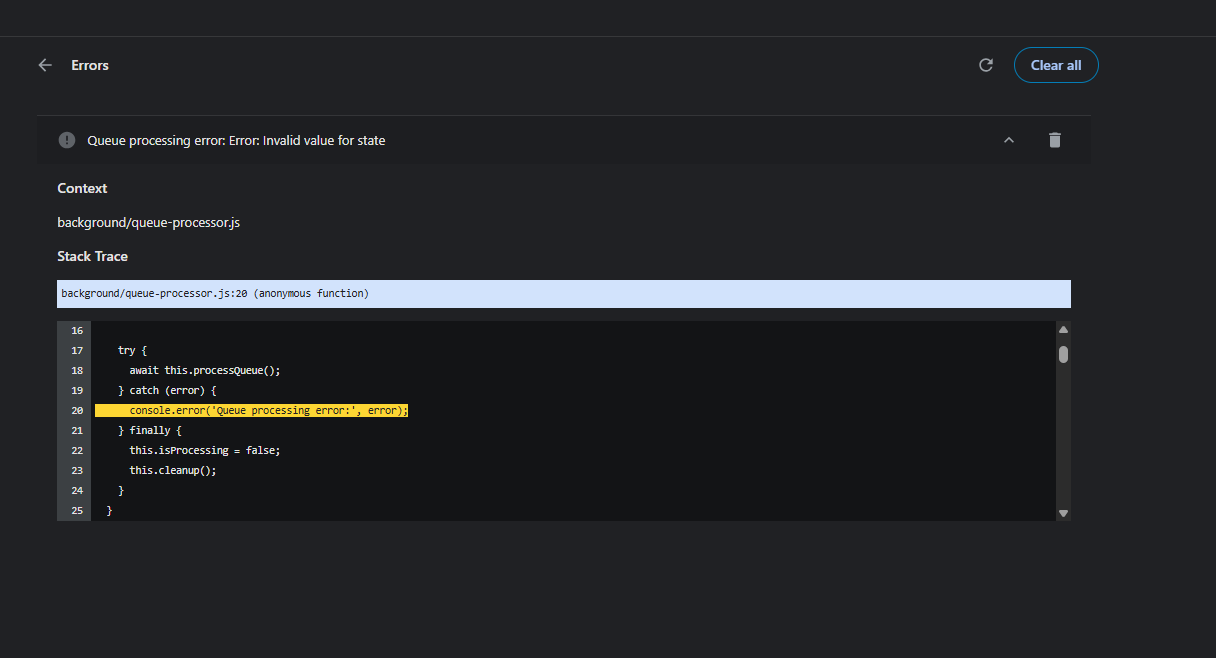 Errors
Clear all
Queue processing error: Error: Invalid value for state
Context
background/queue-processor.js
Stack Trace
background/queue-processor.js:20 (anonymous function)
16
17 try {
18 await this.processQueue();
19 } catch (error) {
20 console.error('Queue processing error:', error);
21 } finally {
22 this.isProcessing = false;
23 this.cleanup();
24 }
25 }